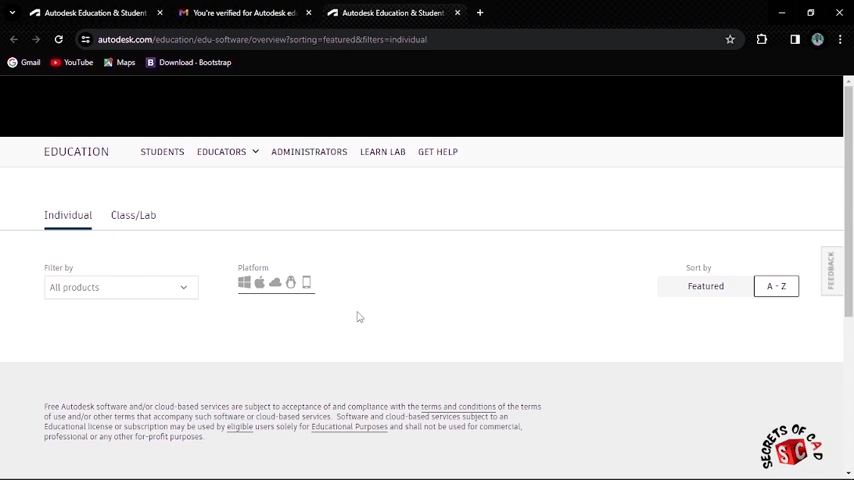 Autodesk Education & Student
You're verified for Autodesk ed
Autodesk Education & Student
autodesk.com/education/edu-software/overview?sorting=featured&filters=individual
Gmail
YouTube
Maps
Download - Bootstrap
EDUCATION
STUDENTS
EDUCATORS
ADMINISTRATORS
LEARN LAB
GET HELP
Individual
Class/Lab
Filter by
Platform
Sort by
All products
Featured
A - Z
FEEDBACK
Free Autodesk software and/or cloud-based services are subject to acceptance of and compliance with the terms and conditions of the terms
of use and/or other terms that accompany such software or cloud-based services. Software and cloud-based services subject to an
Educational license or subscription may be used by eligible users solely for Educational Purposes and shall not be used for commercial,
professional or any other for-profit purposes.
SECRETS OF CAD
SC